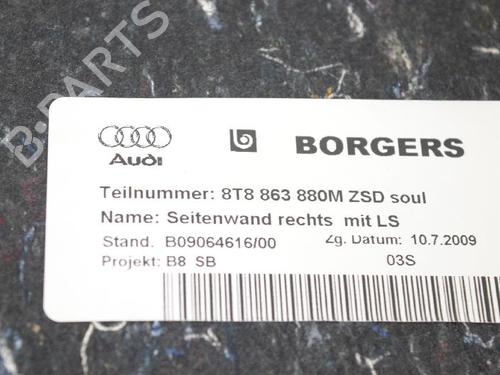 B-PARTS
Audi
BORGERS
Teilnummer: 8T8 863 880M ZSD soul
Name: Seitenwand rechts mit LS
Stand. B09064616/00 Zg. Datum: 10.7.2009
Projekt: B8 SB 03S